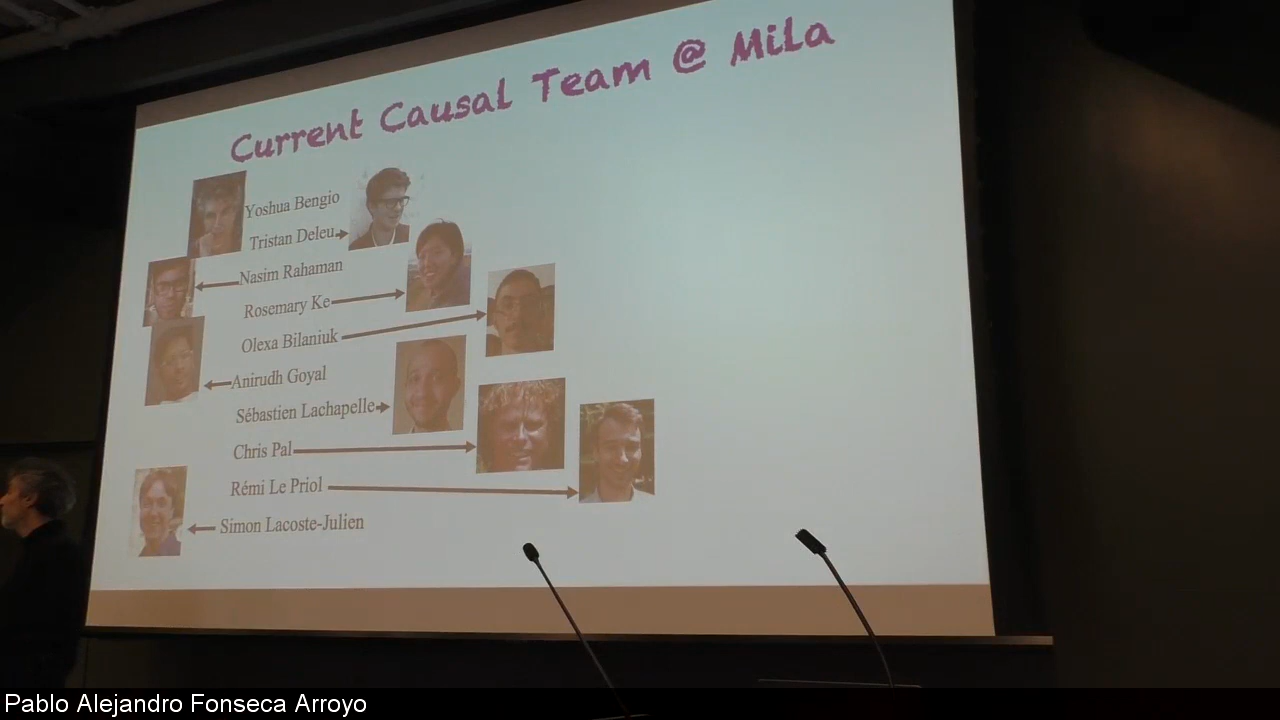 Current Causal Team @ Mila
Yoshua Bengio
Tristan Deleu
Nasim Rahaman
Rosemary Ke
Olexa Bilaniuk
Anirudh Goyal
Sébastien Lachapelle
Chris Pal
Rémi Le Priol
Simon Lacoste-Julien
Pablo Alejandro Fonseca Arroyo